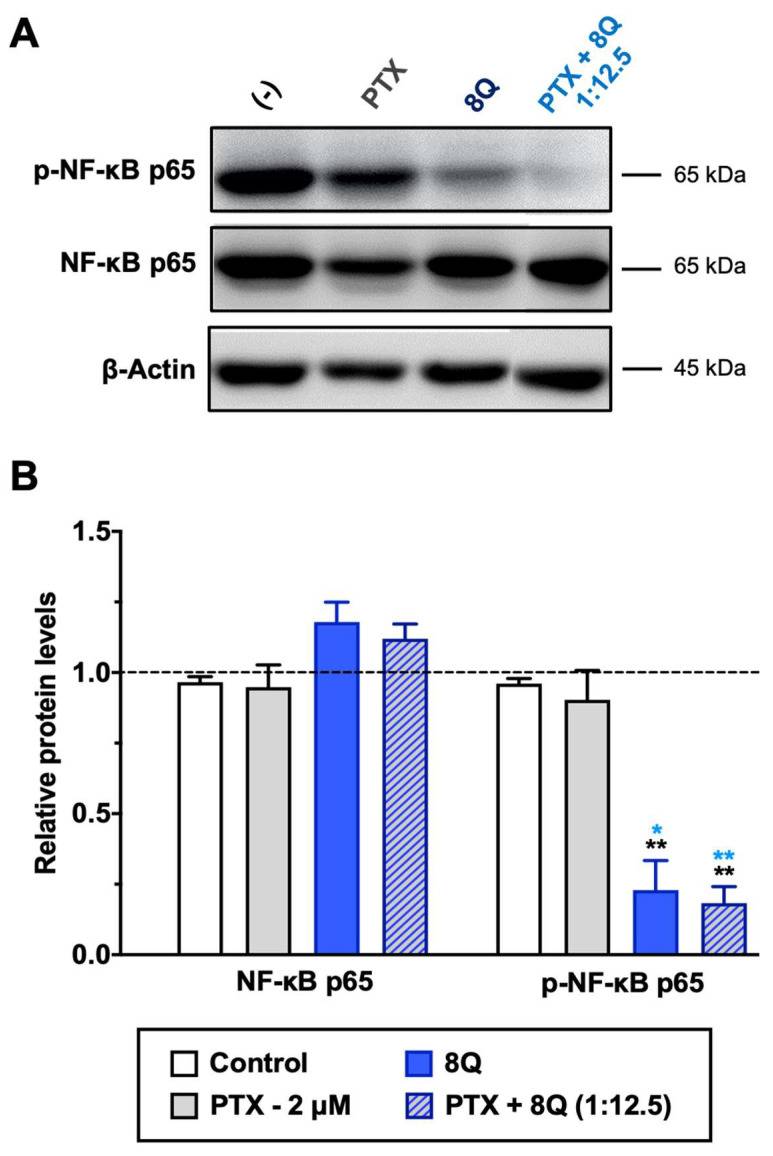 A
(-)
PTX
8Q
PTX + 8Q
1:12.5
p-NF-κB p65
65 kDa
NF-κB p65
65 kDa
β-Actin
45 kDa
B
Relative protein levels
1.5
1.0
0.5
0.0
*
**
**
**
NF-κB p65
p-NF-κB p65
Control
8Q
PTX - 2 μM
PTX + 8Q (1:12.5)